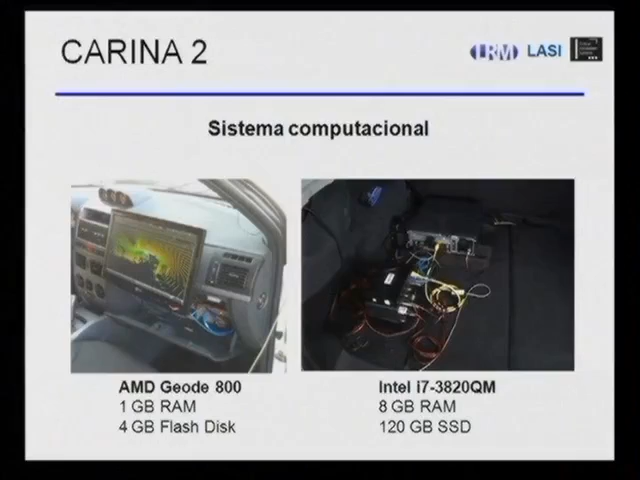 CARINA 2
LRM LASI
Sistema computacional
AMD Geode 800
1 GB RAM
4 GB Flash Disk
Intel i7-3820QM
8 GB RAM
120 GB SSD